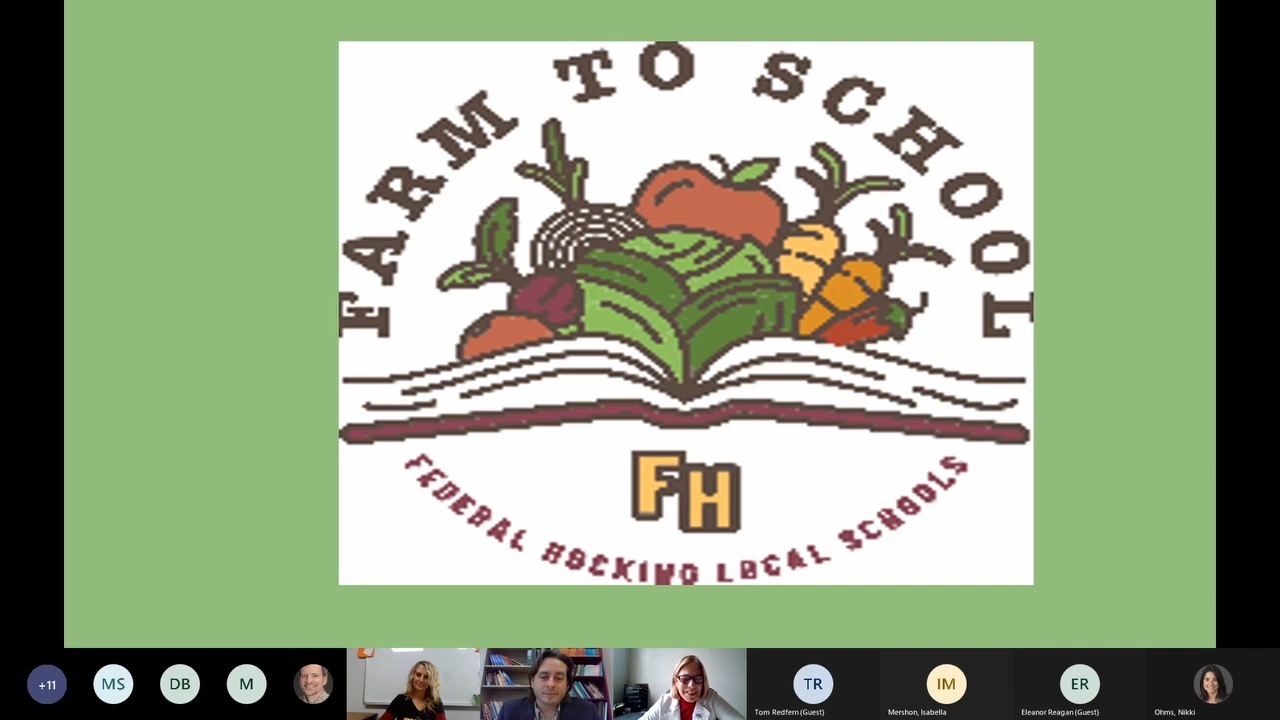 FARM TO SCHOOL
FH
FEDERAL HOCKING LOCAL SCHOOLS
+11
MS
DB
M
TR
IM
ER
Tom Redfern (Guest)
Mershon, Isabella
Eleanor Reagan (Guest)
Ohms, Nikki